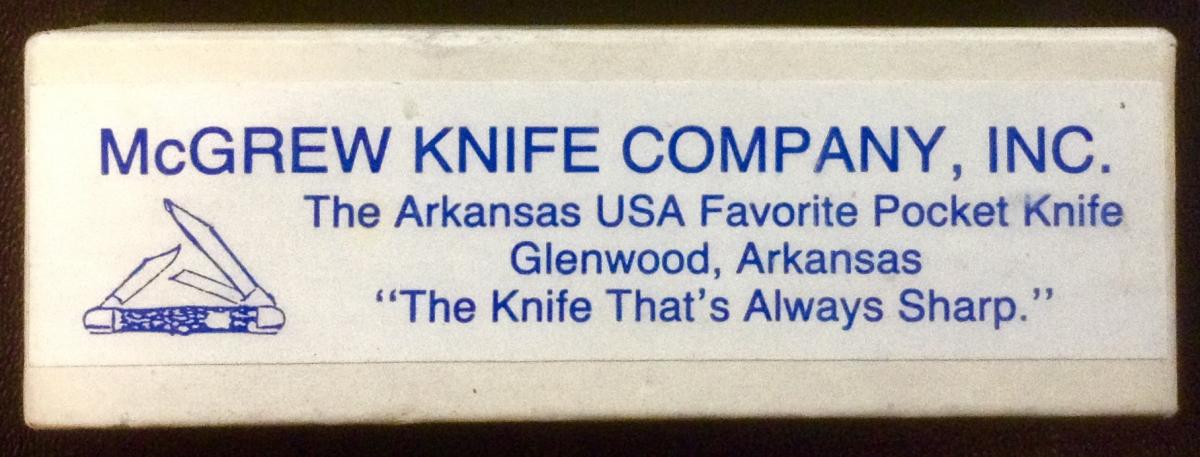 McGREW KNIFE COMPANY, INC.
The Arkansas USA Favorite Pocket Knife
Glenwood, Arkansas
“The Knife That's Always Sharp.”